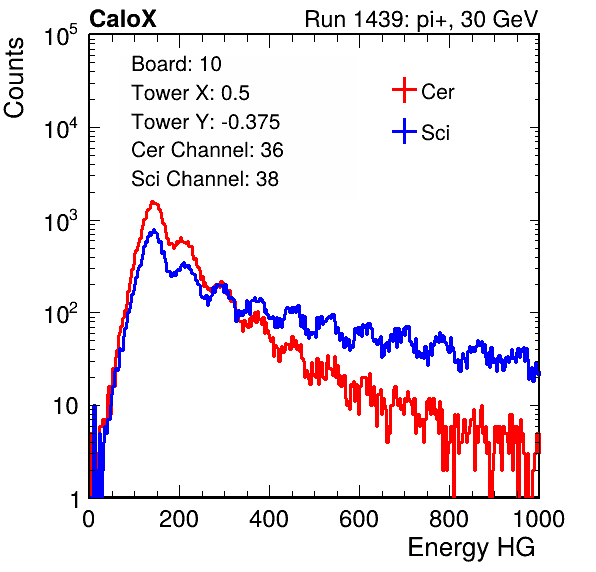 CaloX Run 1439: pi+, 30 GeV
Counts
10^5
10^4
10^3
10^2
10
1
Board: 10
Tower X: 0.5
Tower Y: -0.375
Cer Channel: 36
Sci Channel: 38
Cer
Sci
0 200 400 600 800 1000
Energy HG